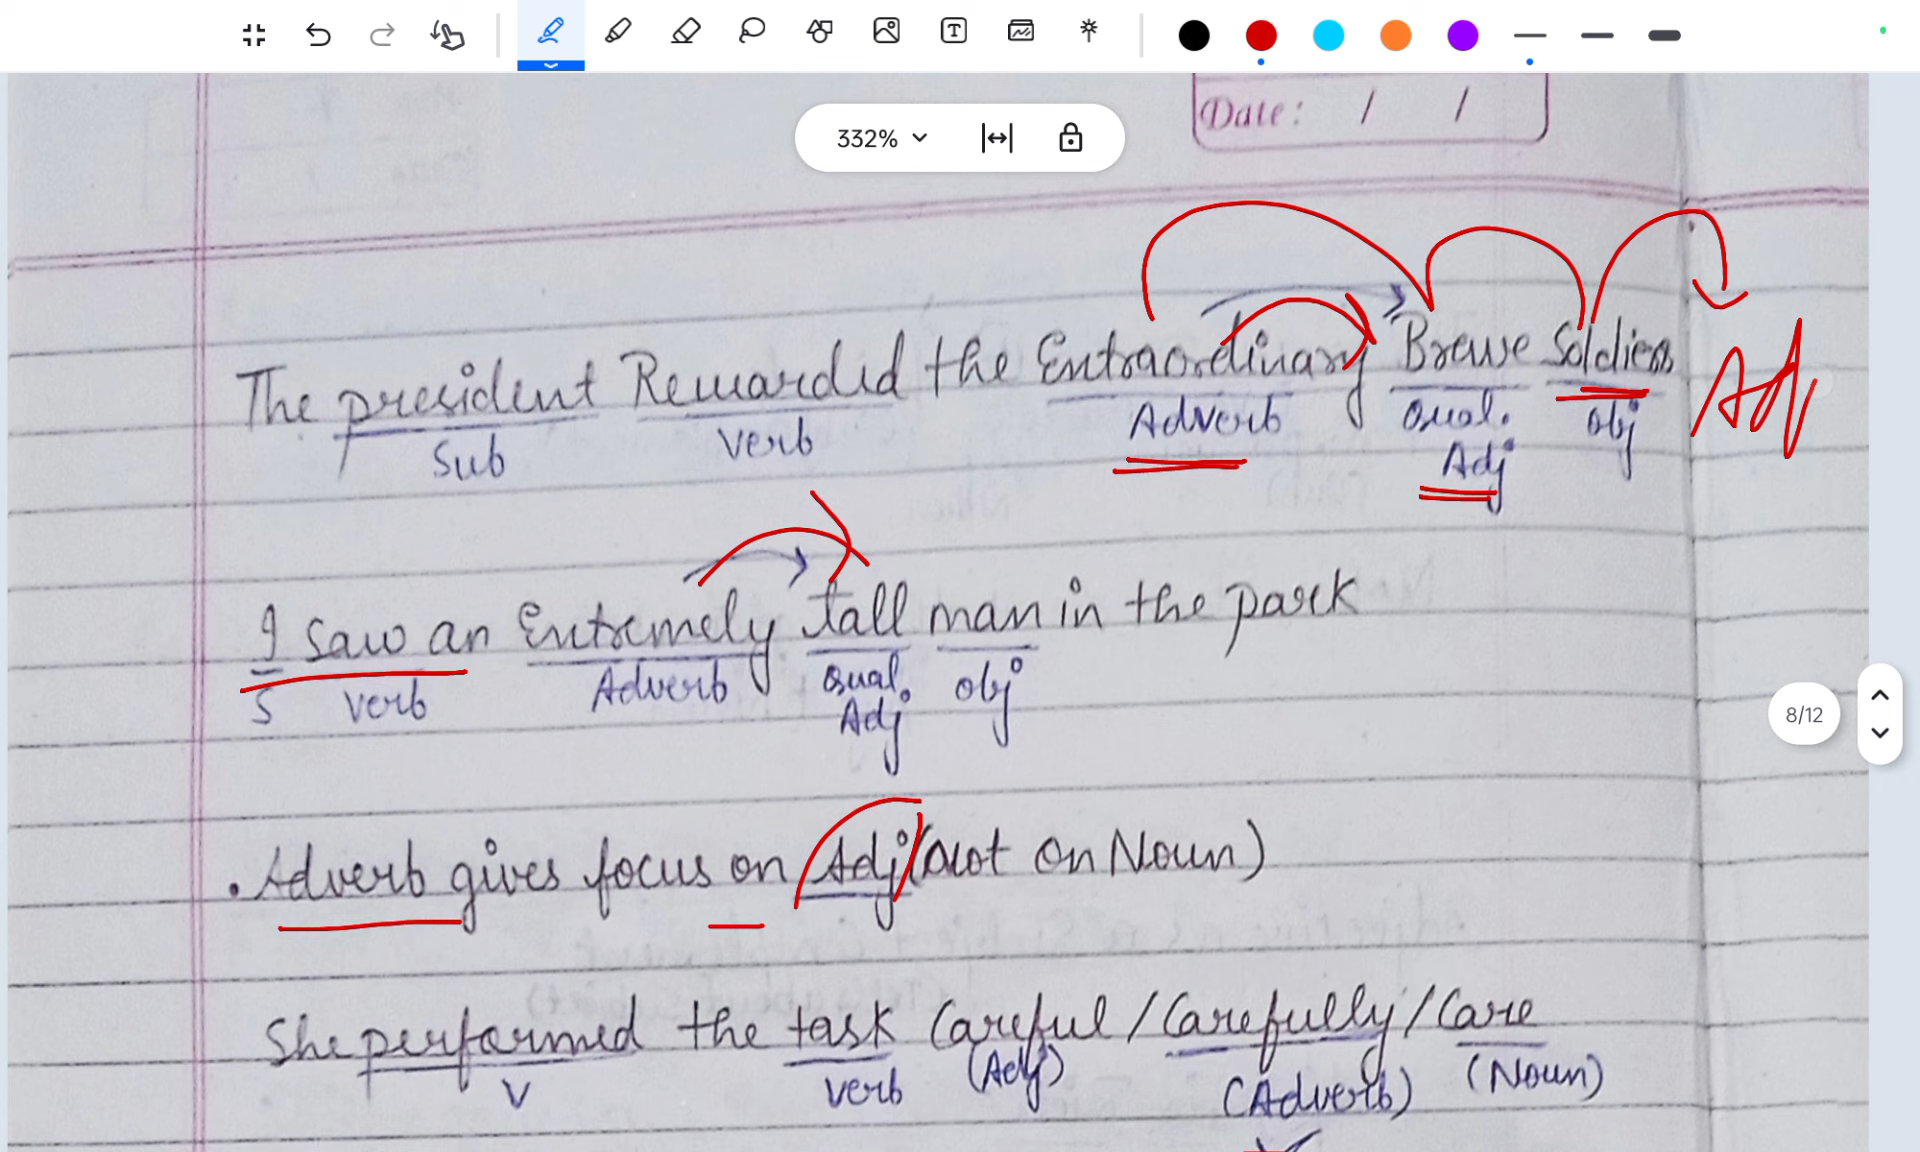 332%
Date: / /
The president Rewarded the Extraordinary Brave Soldiers
Sub verb Adverb Qual. Adj obj Adj
I saw an Extremely tall man in the park
S verb Adverb Qual. Adj obj
. Adverb gives focus on Adj (Not on Noun)
8/12
She performed the task Careful / Carefully / Care
V verb (Adj) (Adverb) (Noun)